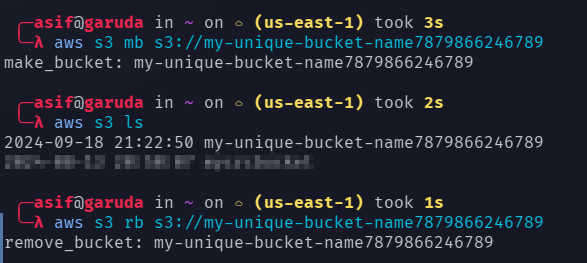 ╭─asif@garuda in ~ on ☁ (us-east-1) took 3s
╰─λ aws s3 mb s3://my-unique-bucket-name7879866246789
make_bucket: my-unique-bucket-name7879866246789
╭─asif@garuda in ~ on ☁ (us-east-1) took 2s
╰─λ aws s3 ls
2024-09-18 21:22:50 my-unique-bucket-name7879866246789
╭─asif@garuda in ~ on ☁ (us-east-1) took 1s
╰─λ aws s3 rb s3://my-unique-bucket-name7879866246789
remove_bucket: my-unique-bucket-name7879866246789